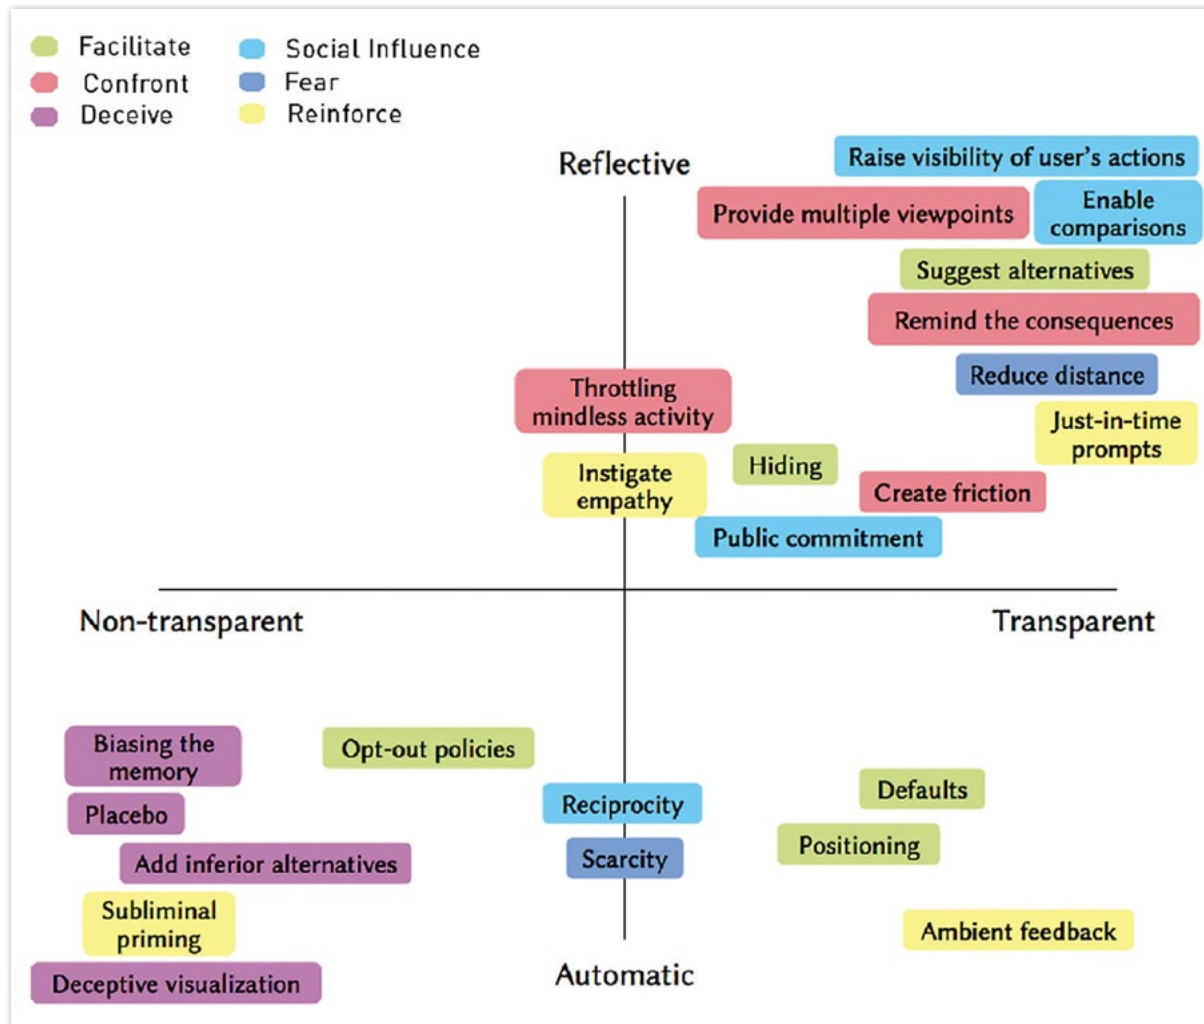 Facilitate
Confront
Deceive
Social Influence
Fear
Reinforce
Reflective
Raise visibility of user's actions
Provide multiple viewpoints
Enable
comparisons
Suggest alternatives
Remind the consequences
Reduce distance
Throttling
mindless activity
Just-in-time
prompts
Hiding
Instigate
empathy
Create friction
Public commitment
Non-transparent
Transparent
Biasing the
memory
Opt-out policies
Placebo
Reciprocity
Defaults
Positioning
Add inferior alternatives
Scarcity
Subliminal
priming
Ambient feedback
Deceptive visualization
Automatic